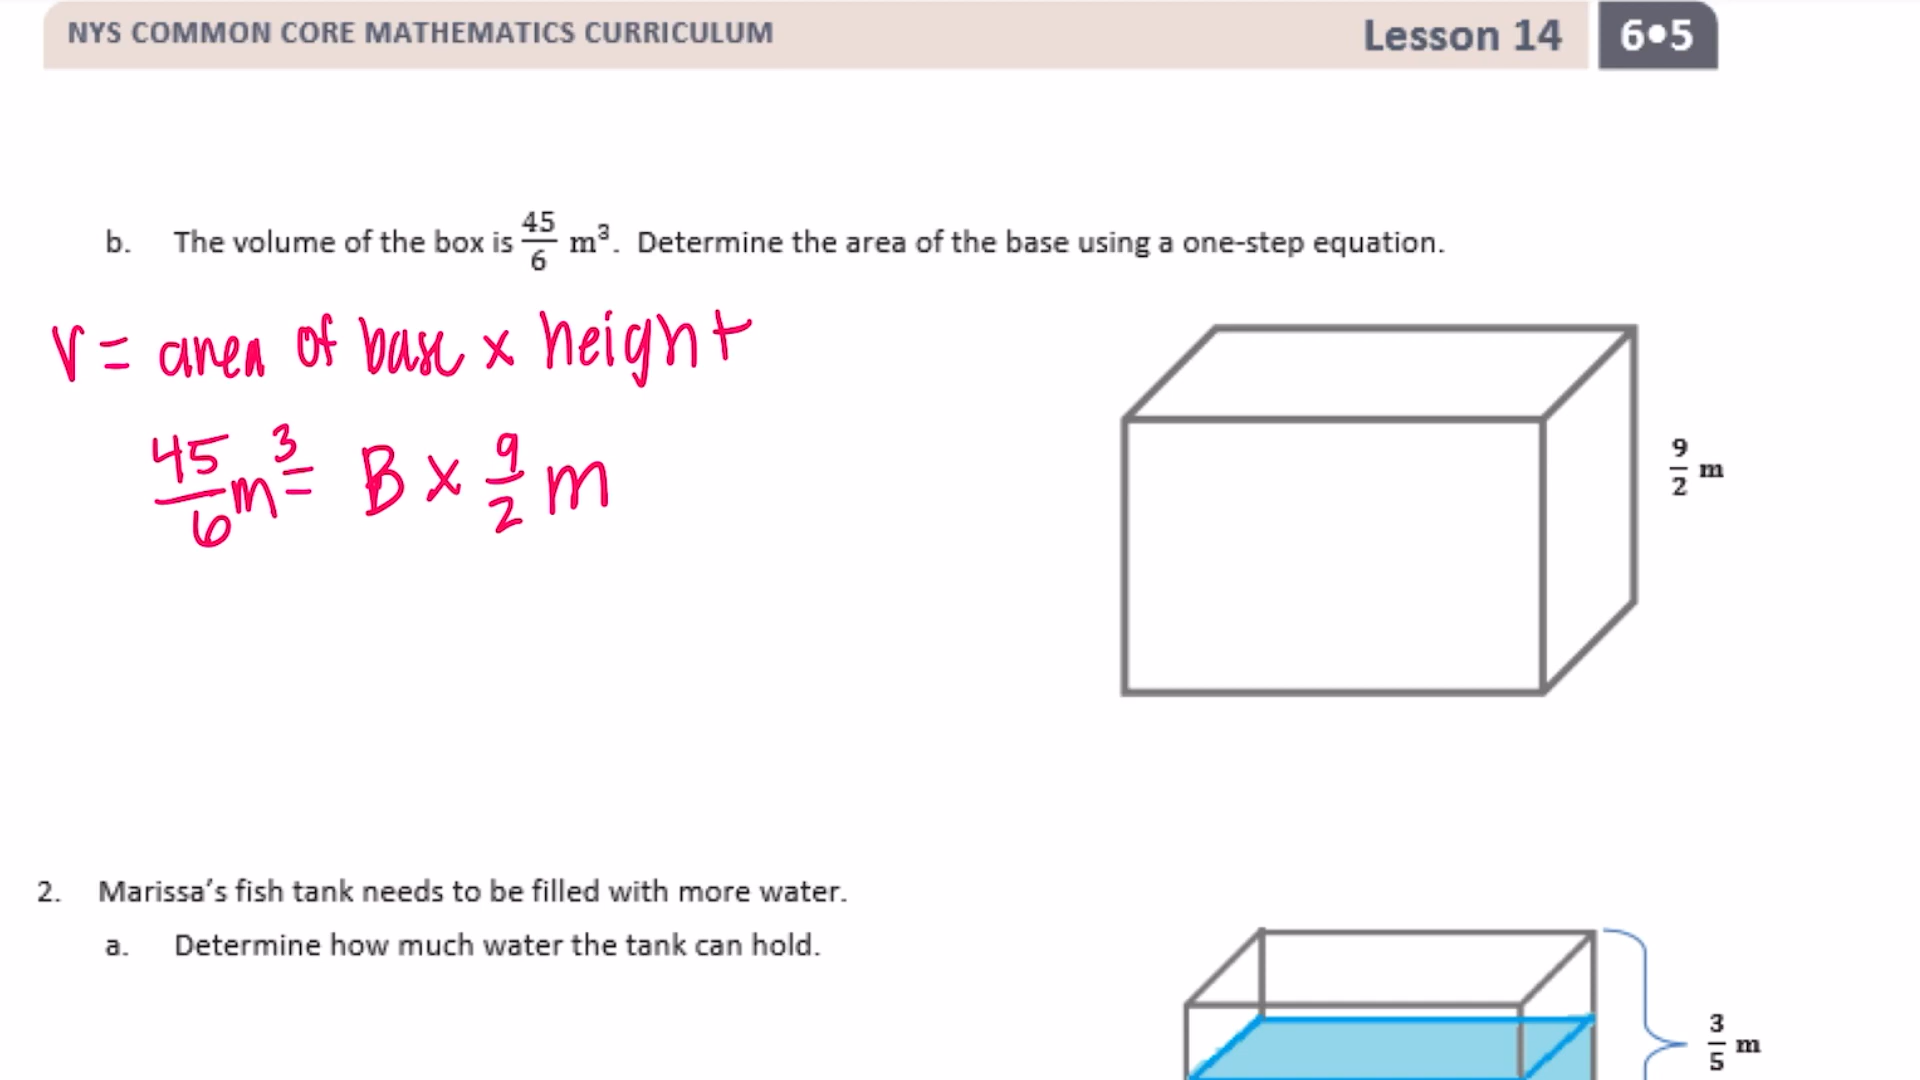 NYS COMMON CORE MATHEMATICS CURRICULUM Lesson 14 6•5
b. The volume of the box is 45/6 m³. Determine the area of the base using a one-step equation.
V = area of base x height
45/6 m³ = B x 9/2 m
9/2 m
2. Marissa's fish tank needs to be filled with more water.
a. Determine how much water the tank can hold.
3/5 m